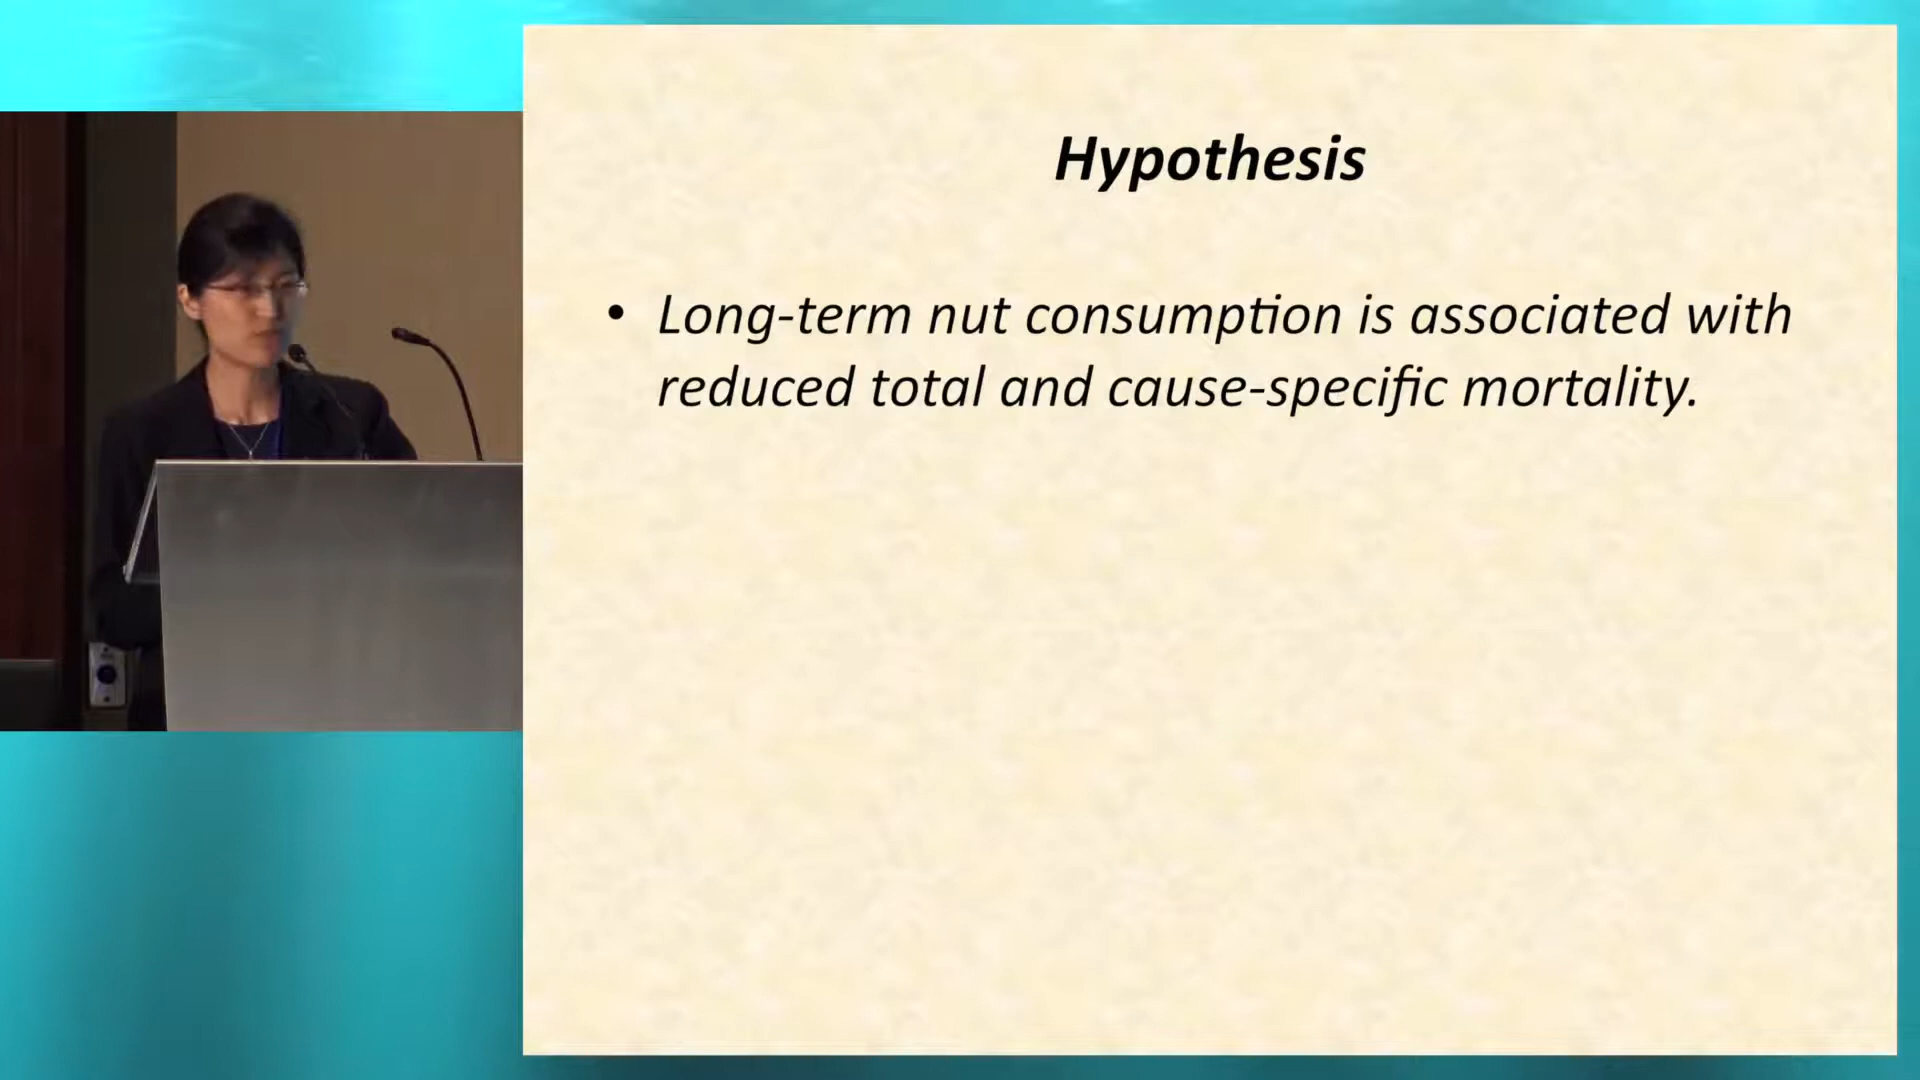 Hypothesis
• Long-term nut consumption is associated with
reduced total and cause-specific mortality.